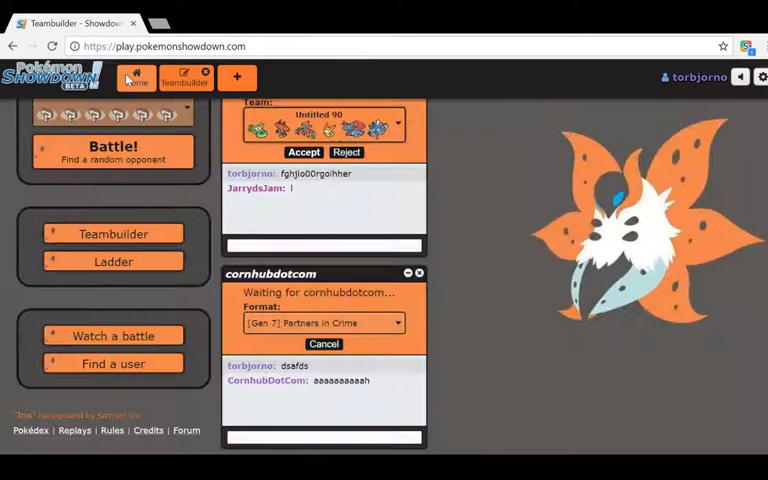 Teambuilder - Showdow
https://play.pokemonshowdown.com
Pokémon
SHOWDOWN!
BETA
Home
Teambuilder
+
torbjorno
Battle!
Find a random opponent
Teambuilder
Ladder
Watch a battle
Find a user
background by Samuel
Pokédex Replays Rules Credits Forum
Team:
Untitled 90
Accept Reject
torbjorno: fghjio00rgoihher
JarrydsJam: l
cornhubdotcom
Waiting for cornhubdotcom...
Format:
[Gen 7] Partners in Crime
Cancel
torbjorno: dsafds
CornhubDotCom: aaaaaaaaaah